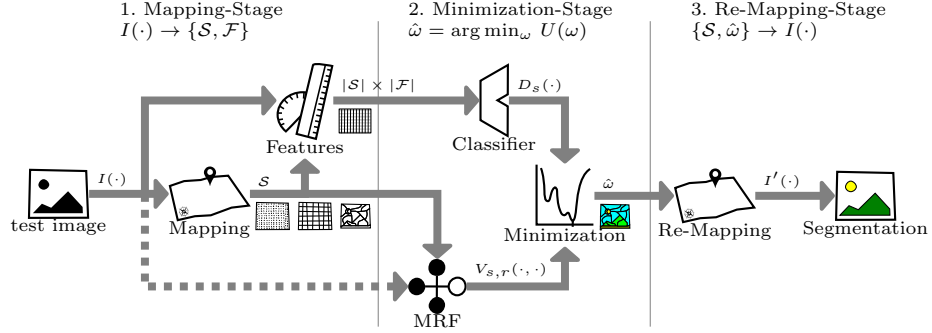 1. Mapping-Stage
I(·) → {S, F}
2. Minimization-Stage
ω̂ = arg min_ω U(ω)
3. Re-Mapping-Stage
{S, ω̂} → I(·)
|S| × |F|
D_s(·)
Features
Classifier
I(·)
S
ω̂
I′(·)
test image
Mapping
Minimization
Re-Mapping
Segmentation
V_{s,r}(·, ·)
MRF